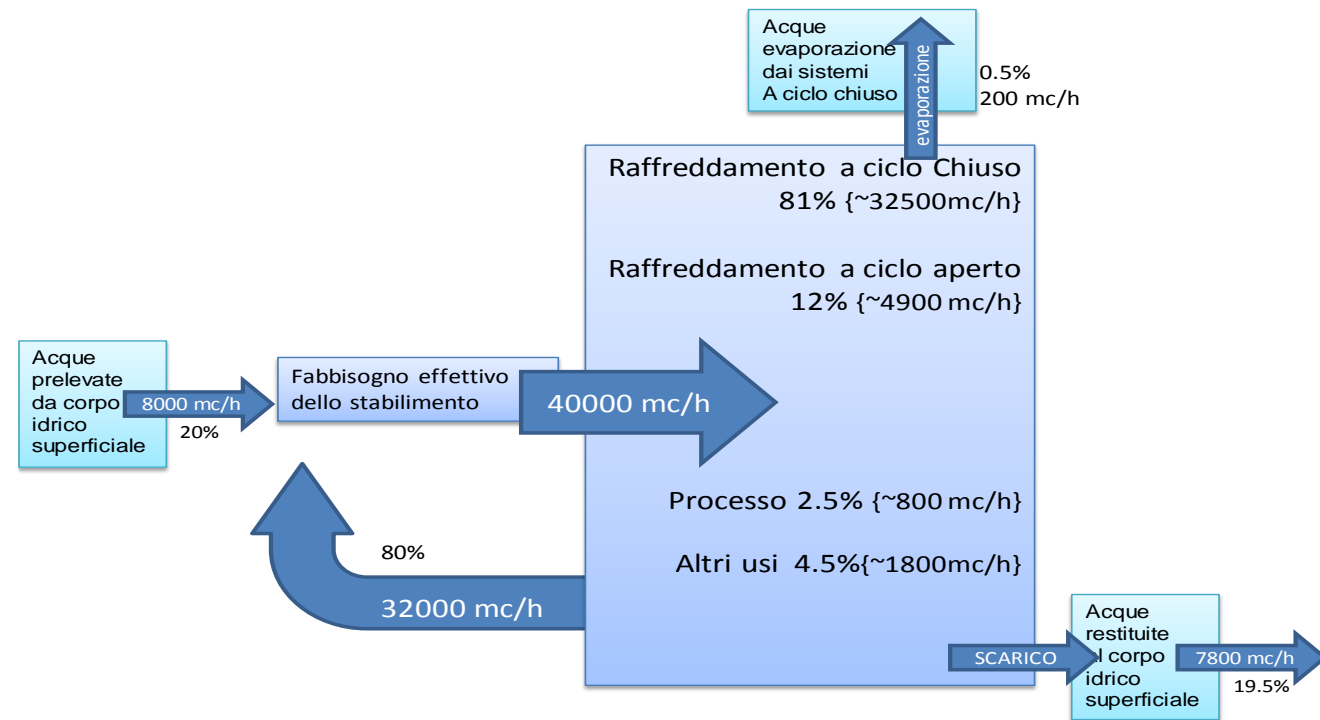 Acque
evaporazione
dai sistemi
A ciclo chiuso
evaporazione
0.5%
200 mc/h
Raffreddamento a ciclo Chiuso
81% {~32500mc/h}
Raffreddamento a ciclo aperto
12% {~4900 mc/h}
Acque
prelevate
da corpo
idrico
superficiale
8000 mc/h
20%
Fabbisogno effettivo
dello stabilimento
40000 mc/h
Processo 2.5% {~800 mc/h}
Altri usi 4.5%{~1800mc/h}
80%
32000 mc/h
SCARICO
Acque
restituite
l corpo
idrico
superficiale
7800 mc/h
19.5%